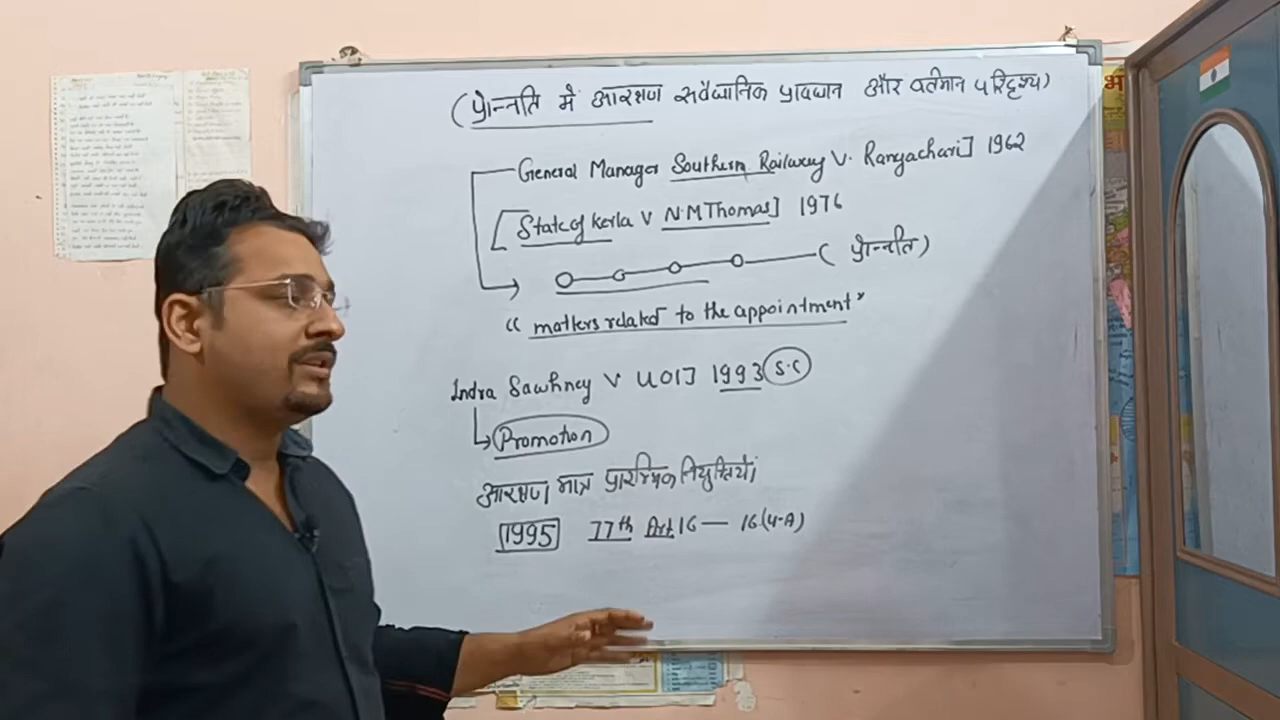 (प्रोन्नति में आरक्षण सवैधानिक प्रावधान और वर्तमान परिदृश्य)
General Manager Southern Railway V. Rangachari] 1962
[State of Kerla V N.M Thomas] 1976
( प्रोन्नति)
"matters related to the appointment"
Indra Sawhney V UOI] 1993 S.C
Promotion
आरक्षण मात्र प्रारम्भिक नियुक्तियों
1995 77th Art 16 — 16(4-A)